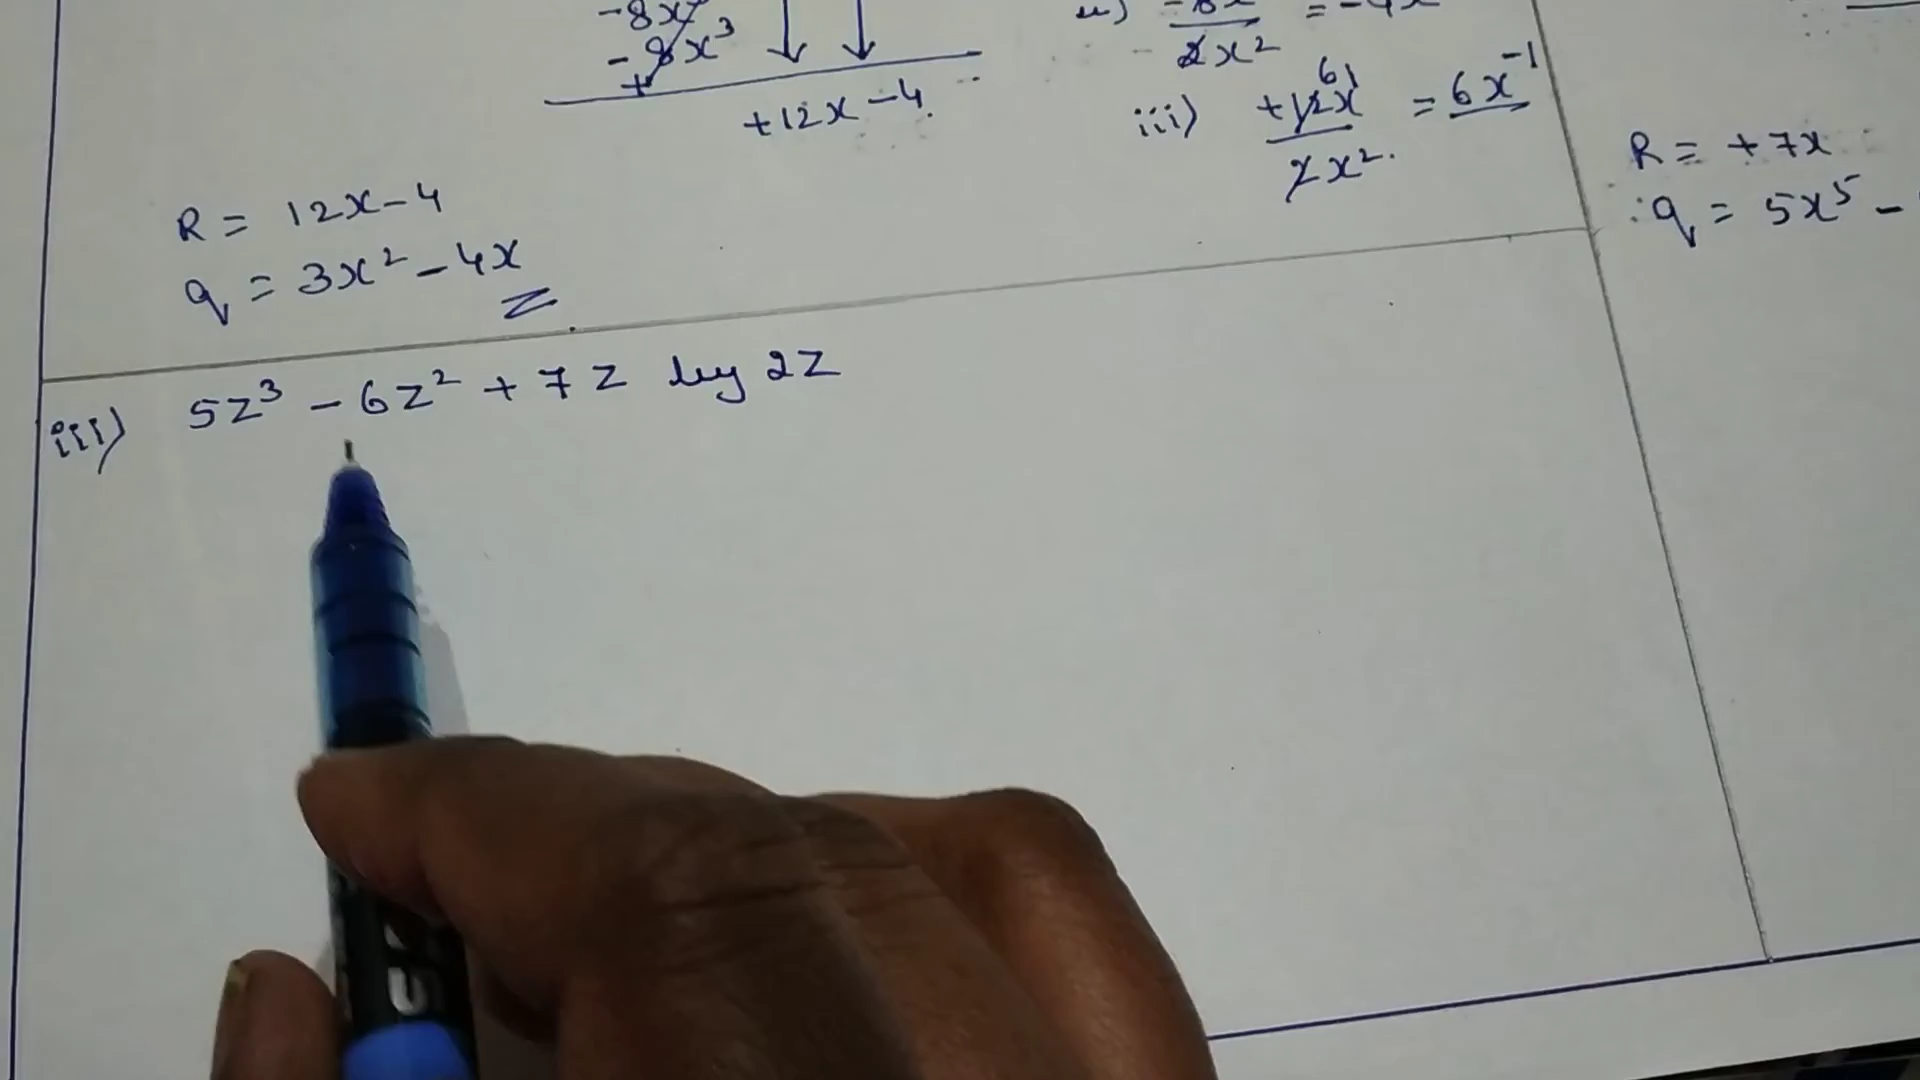 -8x
-8x³
+
+12x -4
R = 12x-4
q = 3x² - 4x
2x²
iii) +12x = 6x⁻¹
6
2x².
R = +7x
q = 5x⁵ -
iii) 5z³ - 6z² + 7z by 2z